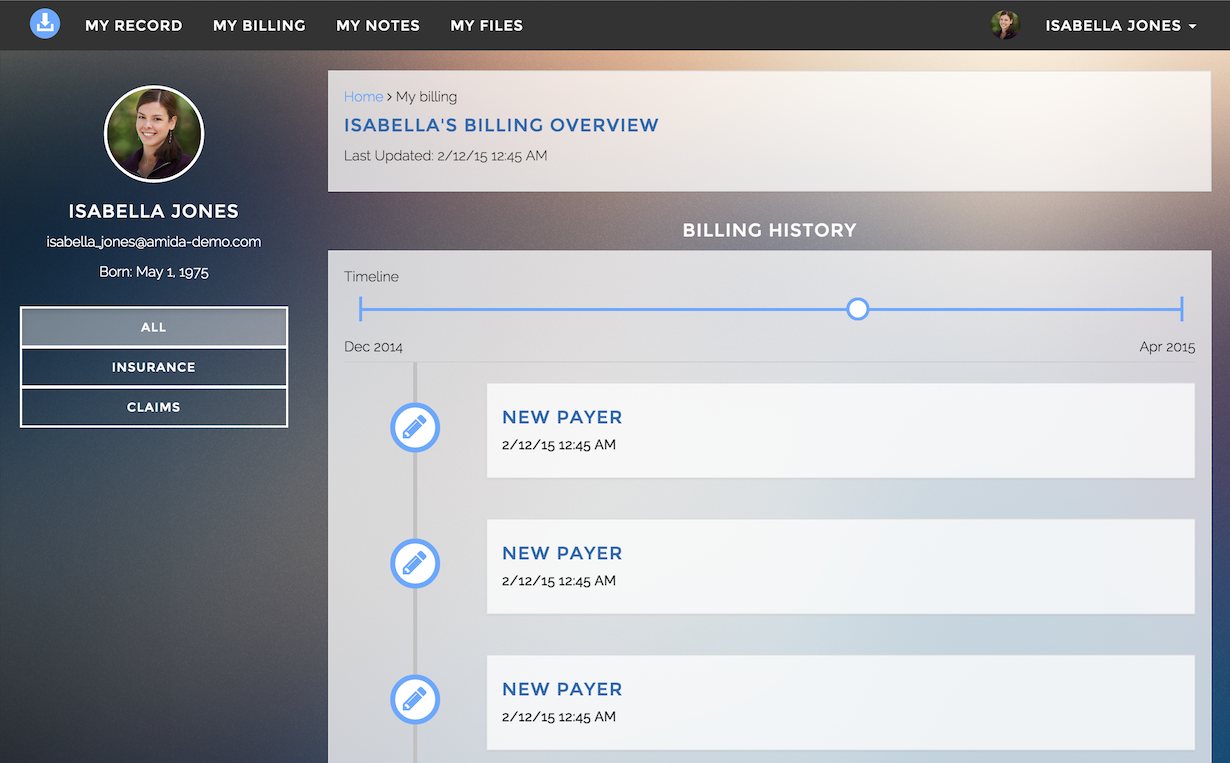 MY RECORD MY BILLING MY NOTES MY FILES ISABELLA JONES
ISABELLA JONES
isabella_jones@amida-demo.com
Born: May 1, 1975
ALL
INSURANCE
CLAIMS
Home › My billing
ISABELLA'S BILLING OVERVIEW
Last Updated: 2/12/15 12:45 AM
BILLING HISTORY
Timeline
Dec 2014 Apr 2015
NEW PAYER
2/12/15 12:45 AM
NEW PAYER
2/12/15 12:45 AM
NEW PAYER
2/12/15 12:45 AM